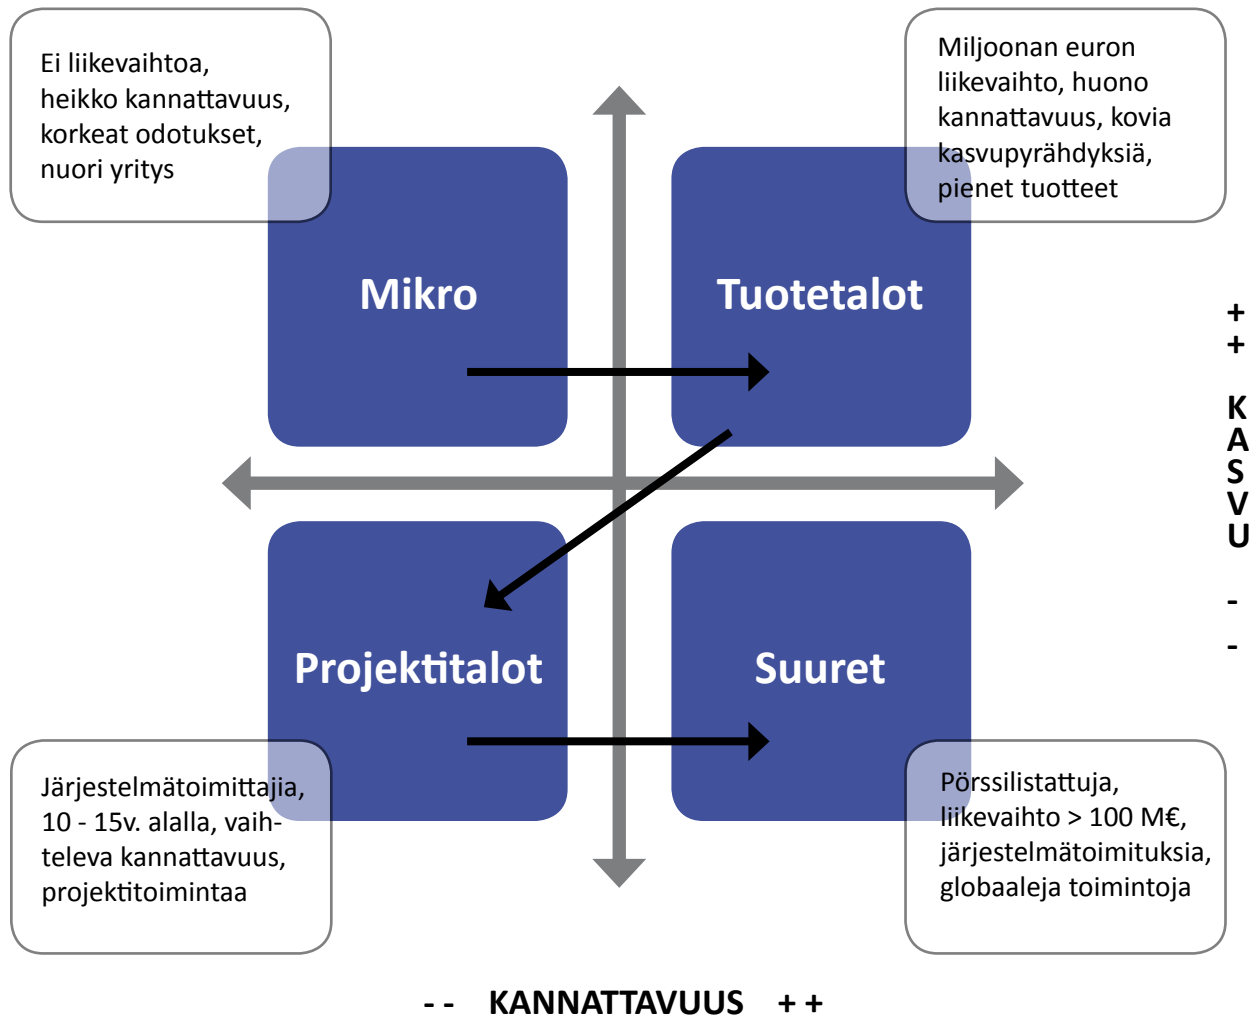 Ei liikevaihtoa,
heikko kannattavuus,
korkeat odotukset,
nuori yritys
Miljoonan euron
liikevaihto, huono
kannattavuus, kovia
kasvupyrähdyksiä,
pienet tuotteet
Mikro
Tuotetalot
+
+
K
A
S
V
U
-
-
Projektitalot
Suuret
Järjestelmätoimittajia,
10 - 15v. alalla, vaih-
televa kannattavuus,
projektitoimintaa
Pörssilistattuja,
liikevaihto > 100 M€,
järjestelmätoimituksia,
globaaleja toimintoja
- - KANNATTAVUUS + +